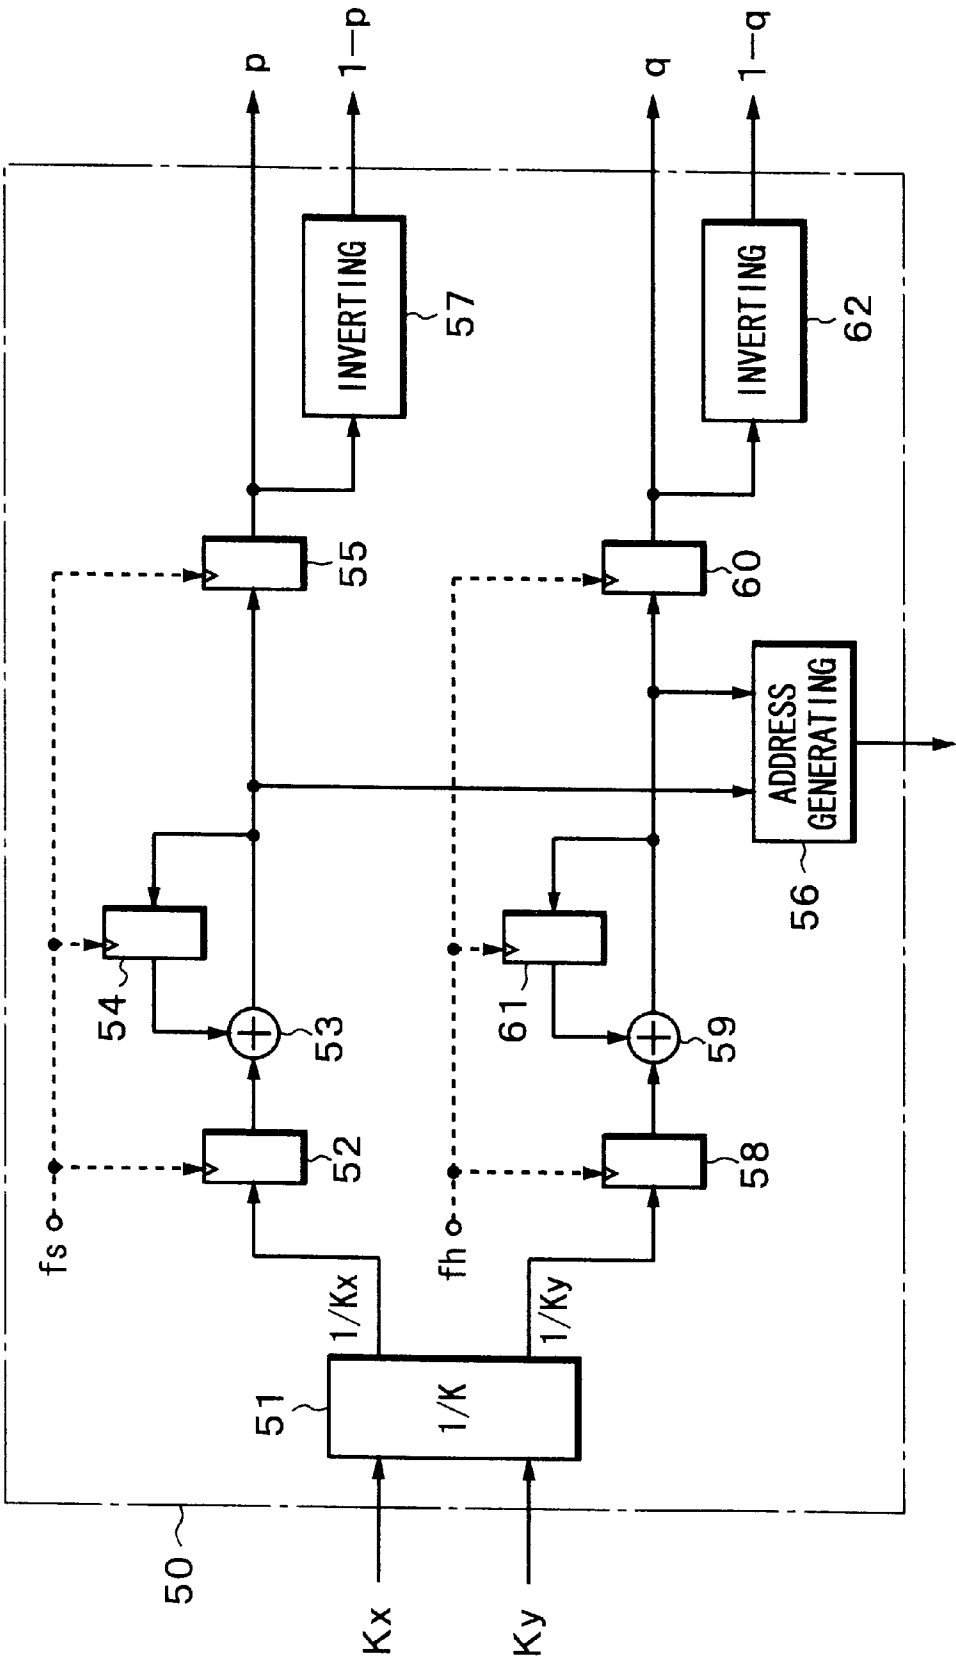 50
Kx
Ky
51
1/K
1/Kx
1/Ky
fs
52
53
54
55
p
INVERTING
57
1—p
fh
58
59
61
60
q
INVERTING
62
1—q
ADDRESS
GENERATING
56